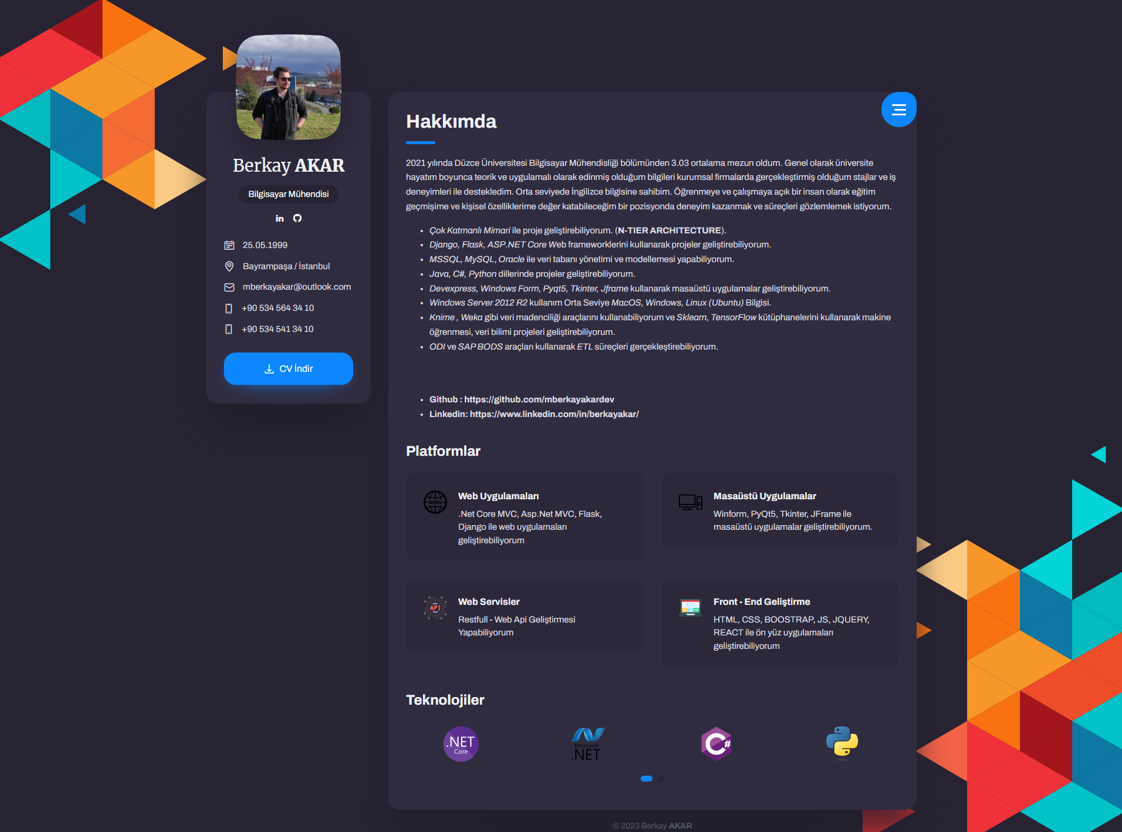 Berkay AKAR
Bilgisayar Mühendisi
25.05.1999
Bayrampaşa / İstanbul
mberkayakar@outlook.com
+90 534 564 34 10
+90 534 541 34 10
CV İndir
Hakkımda
2021 yılında Düzce Üniversitesi Bilgisayar Mühendisliği bölümünden 3.03 ortalama mezun oldum. Genel olarak üniversite
hayatım boyunca teorik ve uygulamalı olarak edinmiş olduğum bilgileri kurumsal firmalarda gerçekleştirmiş olduğum stajlar ve iş
deneyimleri ile destekledim. Orta seviyede İngilizce bilgisine sahibim. Öğrenmeye ve çalışmaya açık bir insan olarak eğitim
geçmişime ve kişisel özelliklerime değer katabileceğim bir pozisyonda deneyim kazanmak ve süreçleri gözlemlemek istiyorum.
• Çok Katmanlı Mimari ile proje geliştirebiliyorum. (N-TIER ARCHITECTURE).
• Django, Flask, ASP.NET Core Web frameworklerini kullanarak projeler geliştirebiliyorum.
• MSSQL, MySQL, Oracle ile veri tabanı yönetimi ve modellemesi yapabiliyorum.
• Java, C#, Python dillerinde projeler geliştirebiliyorum.
• Devexpress, Windows Form, Pyqt5, Tkinter, Jframe kullanarak masaüstü uygulamalar geliştirebiliyorum.
• Windows Server 2012 R2 kullanım Orta Seviye MacOS, Windows, Linux (Ubuntu) Bilgisi.
• Knime , Weka gibi veri madenciliği araçlarını kullanabiliyorum ve Sklearn, TensorFlow kütüphanelerini kullanarak makine
öğrenmesi, veri bilimi projeleri geliştirebiliyorum.
• ODI ve SAP BODS araçları kullanarak ETL süreçleri gerçekleştirebiliyorum.
• Github : https://github.com/mberkayakardev
• Linkedin: https://www.linkedin.com/in/berkayakar/
Platformlar
Web Uygulamaları
.Net Core MVC, Asp.Net MVC, Flask,
Django ile web uygulamaları
geliştirebiliyorum
Masaüstü Uygulamalar
Winform, PyQt5, Tkinter, JFrame ile
masaüstü uygulamalar geliştirebiliyorum.
API
Web Servisler
Restfull - Web Api Geliştirmesi
Yapabiliyorum
Front - End Geliştirme
HTML, CSS, BOOSTRAP, JS, JQUERY,
REACT ile ön yüz uygulamaları
geliştirebiliyorum
Teknolojiler
.NET
Core
Microsoft
.NET
C#
© 2023 Berkay AKAR